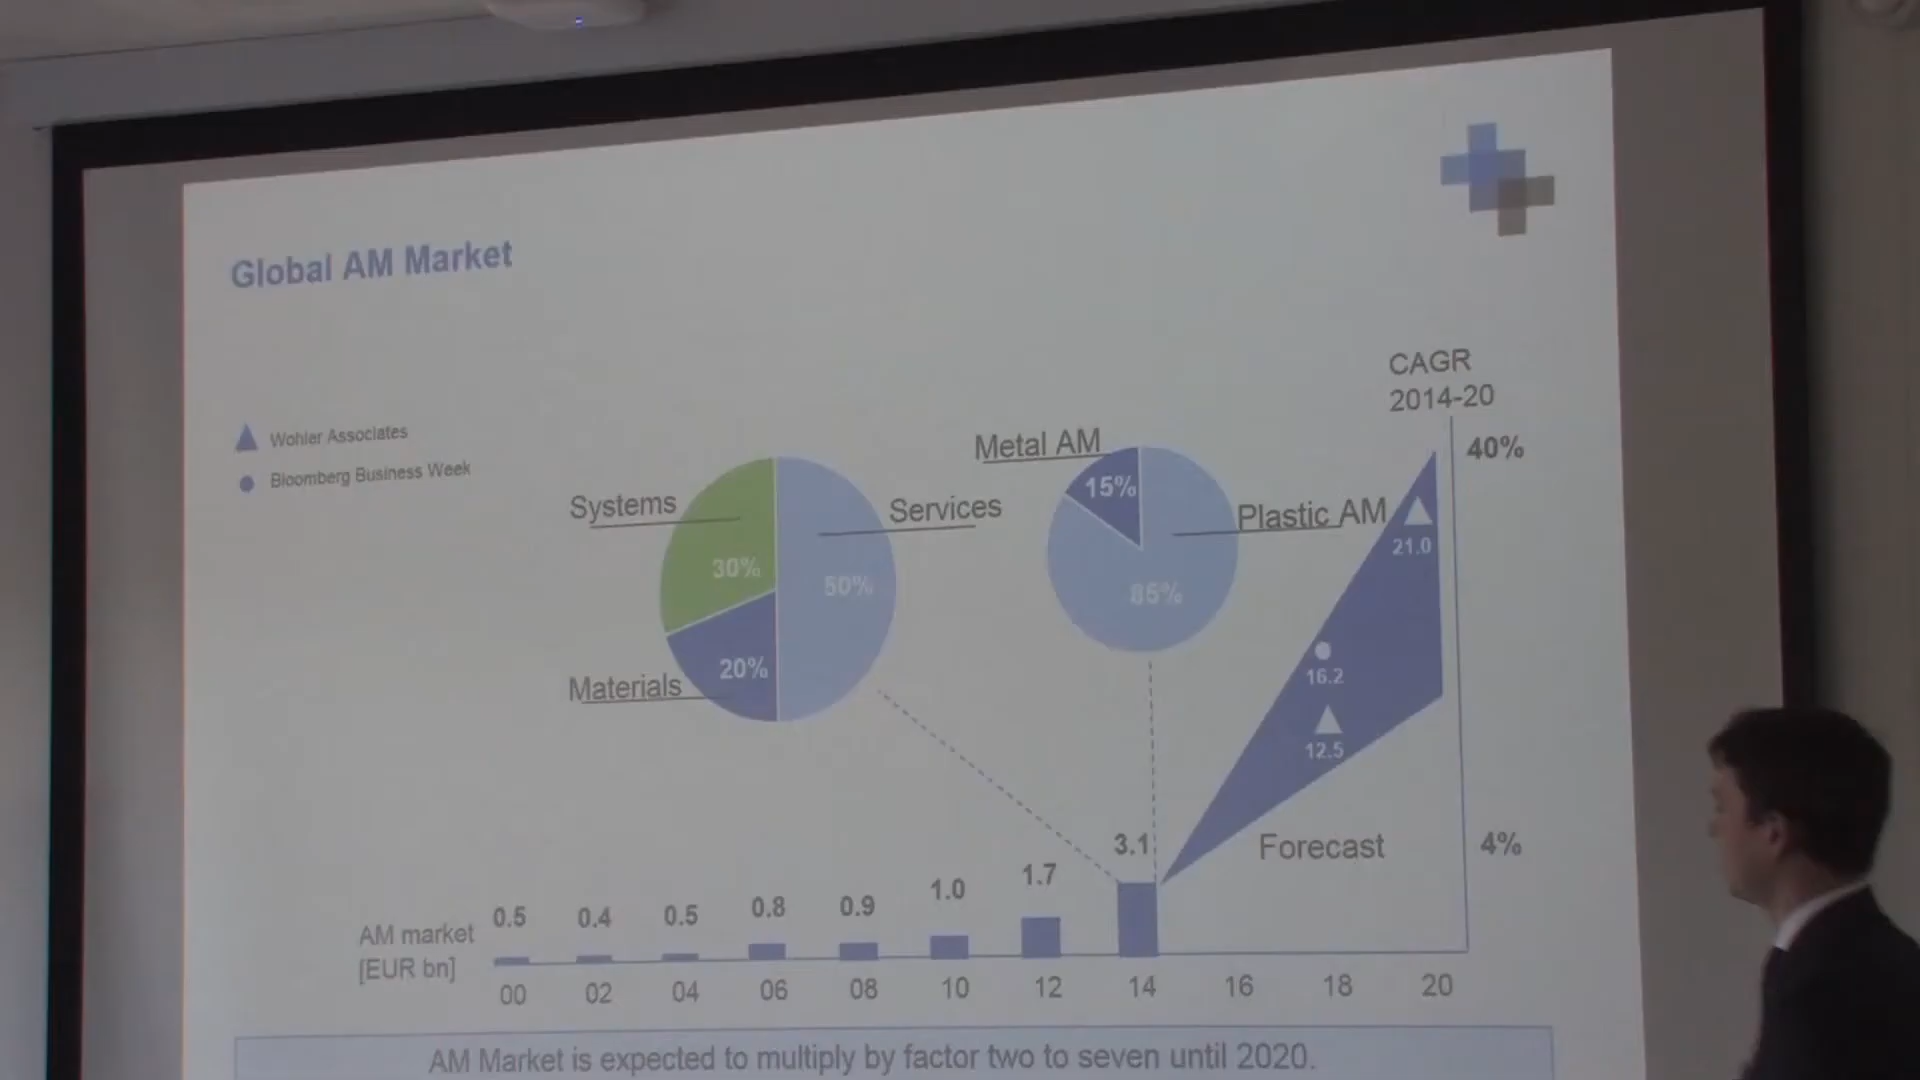 Global AM Market
Wohler Associates
Bloomberg Business Week
Systems
30%
Services
50%
Materials
20%
Metal AM
15%
Plastic AM
85%
CAGR
2014-20
40%
21.0
16.2
12.5
Forecast
4%
AM market
[EUR bn]
0.5 0.4 0.5 0.8 0.9 1.0 1.7 3.1
00 02 04 06 08 10 12 14 16 18 20
AM Market is expected to multiply by factor two to seven until 2020.